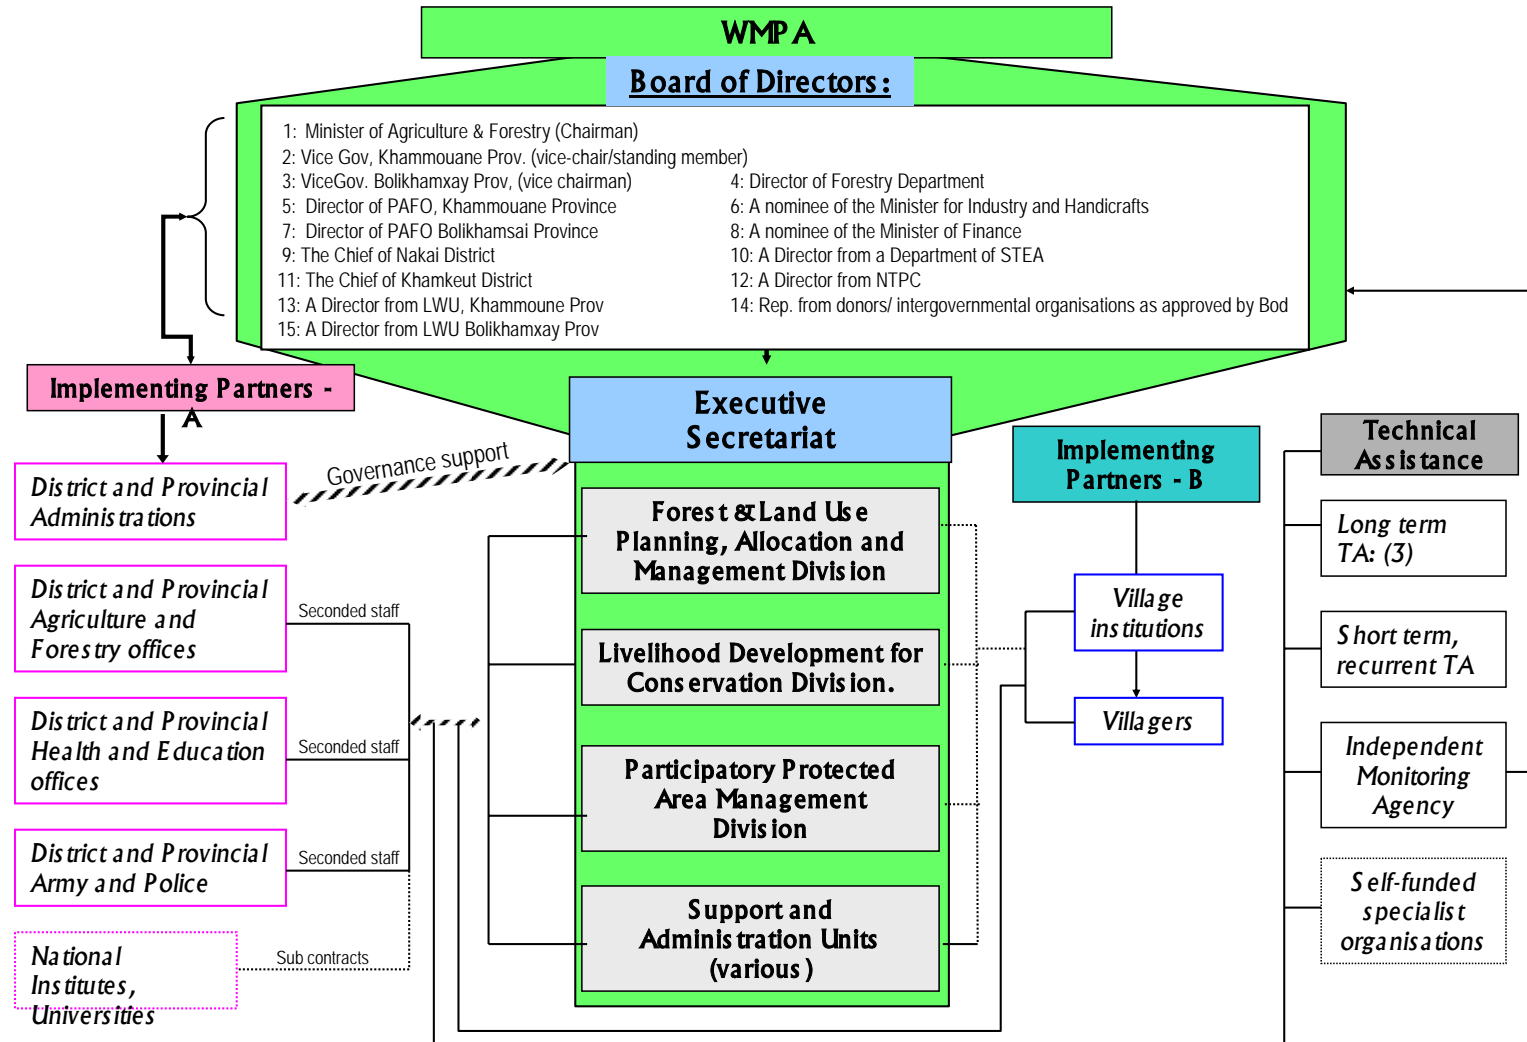 WMPA
Board of Directors:
1: Minister of Agriculture & Forestry (Chairman)
2: Vice Gov, Khammouane Prov. (vice-chair/standing member)
3: ViceGov. Bolikhamxay Prov, (vice chairman)
4: Director of Forestry Department
5: Director of PAFO, Khammouane Province
6: A nominee of the Minister for Industry and Handicrafts
7: Director of PAFO Bolikhamsai Province
8: A nominee of the Minister of Finance
9: The Chief of Nakai District
10: A Director from a Department of STEA
11: The Chief of Khamkeut District
12: A Director from NTPC
13: A Director from LWU, Khammoune Prov
14: Rep. from donors/ intergovernmental organisations as approved by Bod
15: A Director from LWU Bolikhamxay Prov
Implementing Partners -
A
Governance support
District and Provincial
Administrations
District and Provincial
Agriculture and
Forestry offices
Seconded staff
District and Provincial
Health and Education
offices
Seconded staff
District and Provincial
Army and Police
Seconded staff
National
Institutes,
Universities
Sub contracts
Executive
Secretariat
Forest & Land Use
Planning, Allocation and
Management Division
Livelihood Development for
Conservation Division.
Participatory Protected
Area Management
Division
Support and
Administration Units
(various)
Implementing
Partners - B
Village
institutions
Villagers
Technical
Assistance
Long term
TA: (3)
Short term,
recurrent TA
Independent
Monitoring
Agency
Self-funded
specialist
organisations